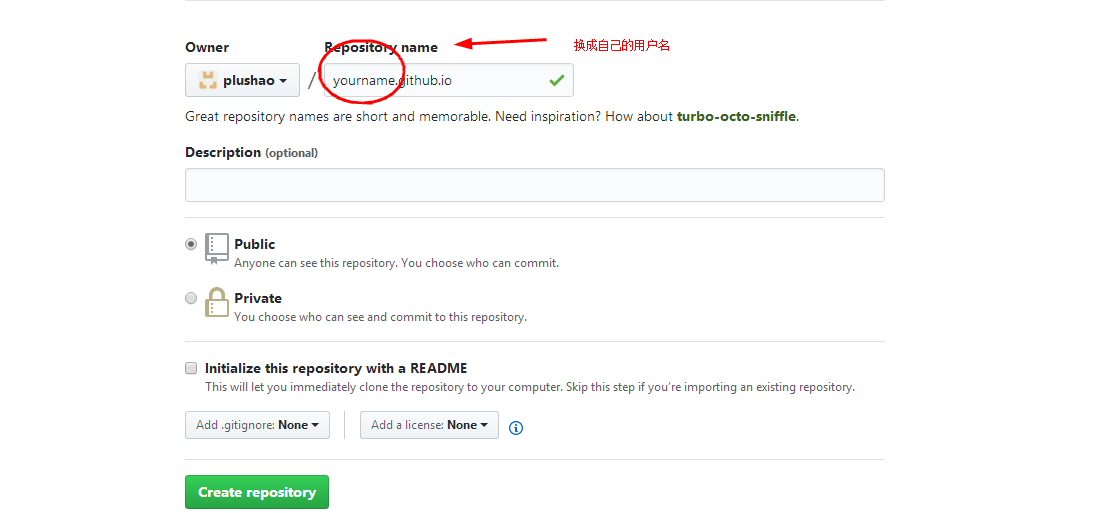 Owner
Repository name
换成自己的用户名
plushao
/
yourname.github.io
Great repository names are short and memorable. Need inspiration? How about turbo-octo-sniffle.
Description (optional)
Public
Anyone can see this repository. You choose who can commit.
Private
You choose who can see and commit to this repository.
Initialize this repository with a README
This will let you immediately clone the repository to your computer. Skip this step if you're importing an existing repository.
Add .gitignore: None
Add a license: None
Create repository